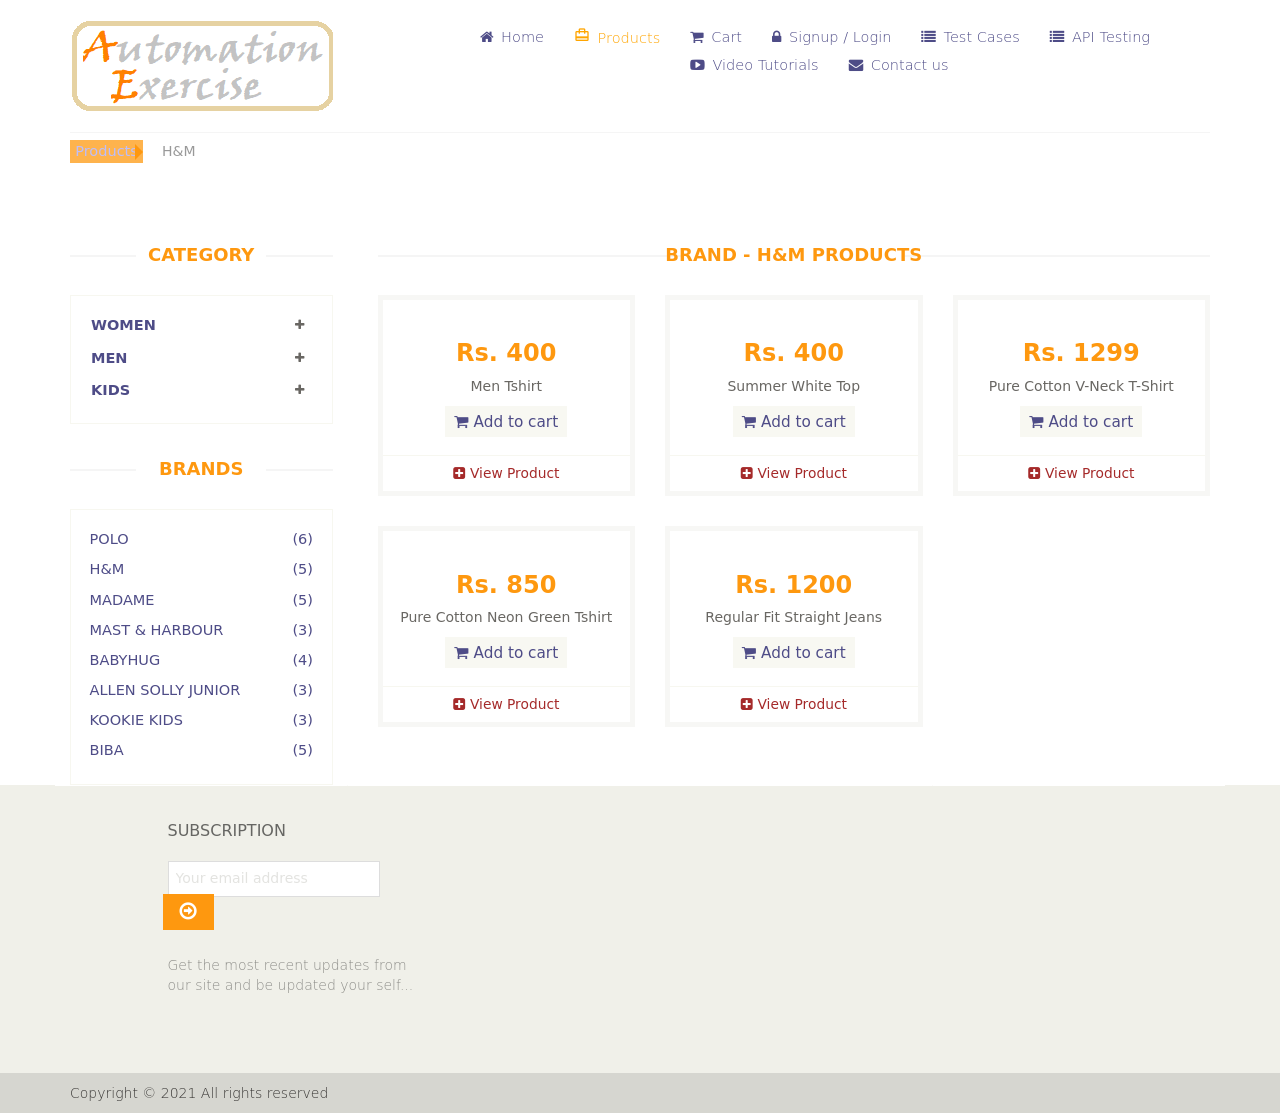 Automation
Exercise
Home
Products
Cart
Signup / Login
Test Cases
API Testing
Video Tutorials
Contact us
Products
H&M
CATEGORY
WOMEN
MEN
KIDS
BRANDS
POLO (6)
H&M (5)
MADAME (5)
MAST & HARBOUR (3)
BABYHUG (4)
ALLEN SOLLY JUNIOR (3)
KOOKIE KIDS (3)
BIBA (5)
BRAND - H&M PRODUCTS
Rs. 400
Men Tshirt
Add to cart
View Product
Rs. 400
Summer White Top
Add to cart
View Product
Rs. 1299
Pure Cotton V-Neck T-Shirt
Add to cart
View Product
Rs. 850
Pure Cotton Neon Green Tshirt
Add to cart
View Product
Rs. 1200
Regular Fit Straight Jeans
Add to cart
View Product
SUBSCRIPTION
Your email address
Get the most recent updates from
our site and be updated your self...
Copyright © 2021 All rights reserved